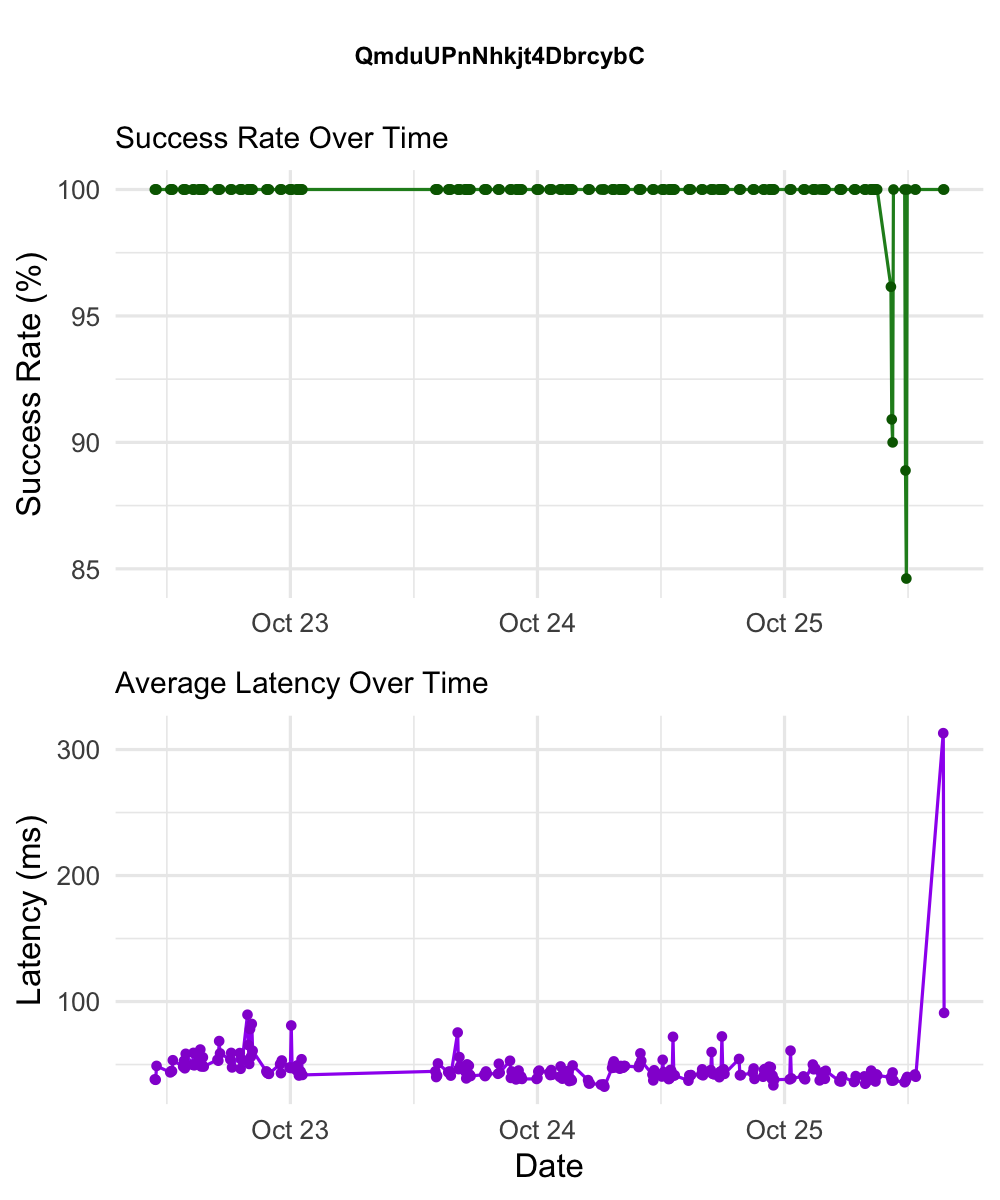 QmduUPnNhkjt4DbrcybC
Success Rate Over Time
Success Rate (%)
100
95
90
85
Oct 23 Oct 24 Oct 25
Average Latency Over Time
Latency (ms)
300
200
100
Oct 23 Oct 24 Oct 25
Date